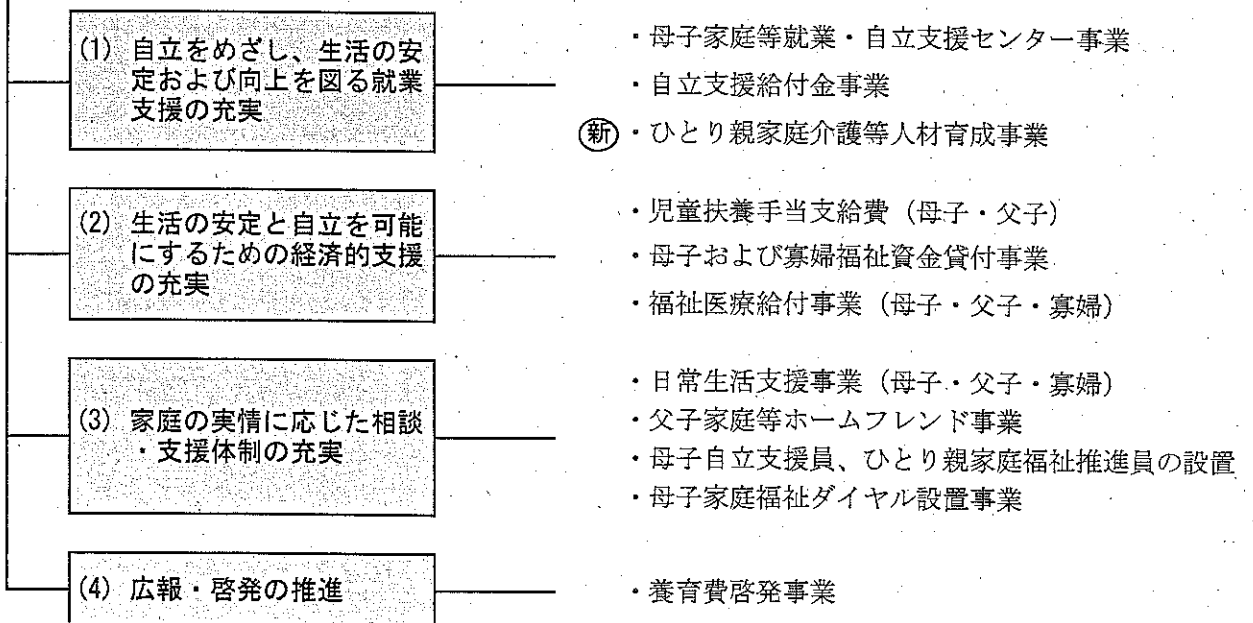 (1) 自立をめざし、生活の安
定および向上を図る就業
支援の充実
・母子家庭等就業・自立支援センター事業
・自立支援給付金事業
新・ひとり親家庭介護等人材育成事業
(2) 生活の安定と自立を可能
にするための経済的支援
の充実
・児童扶養手当支給費（母子・父子）
・母子および寡婦福祉資金貸付事業
・福祉医療給付事業（母子・父子・寡婦）
(3) 家庭の実情に応じた相談
・支援体制の充実
・日常生活支援事業（母子・父子・寡婦）
・父子家庭等ホームフレンド事業
・母子自立支援員、ひとり親家庭福祉推進員の設置
・母子家庭福祉ダイヤル設置事業
(4) 広報・啓発の推進
・養育費啓発事業